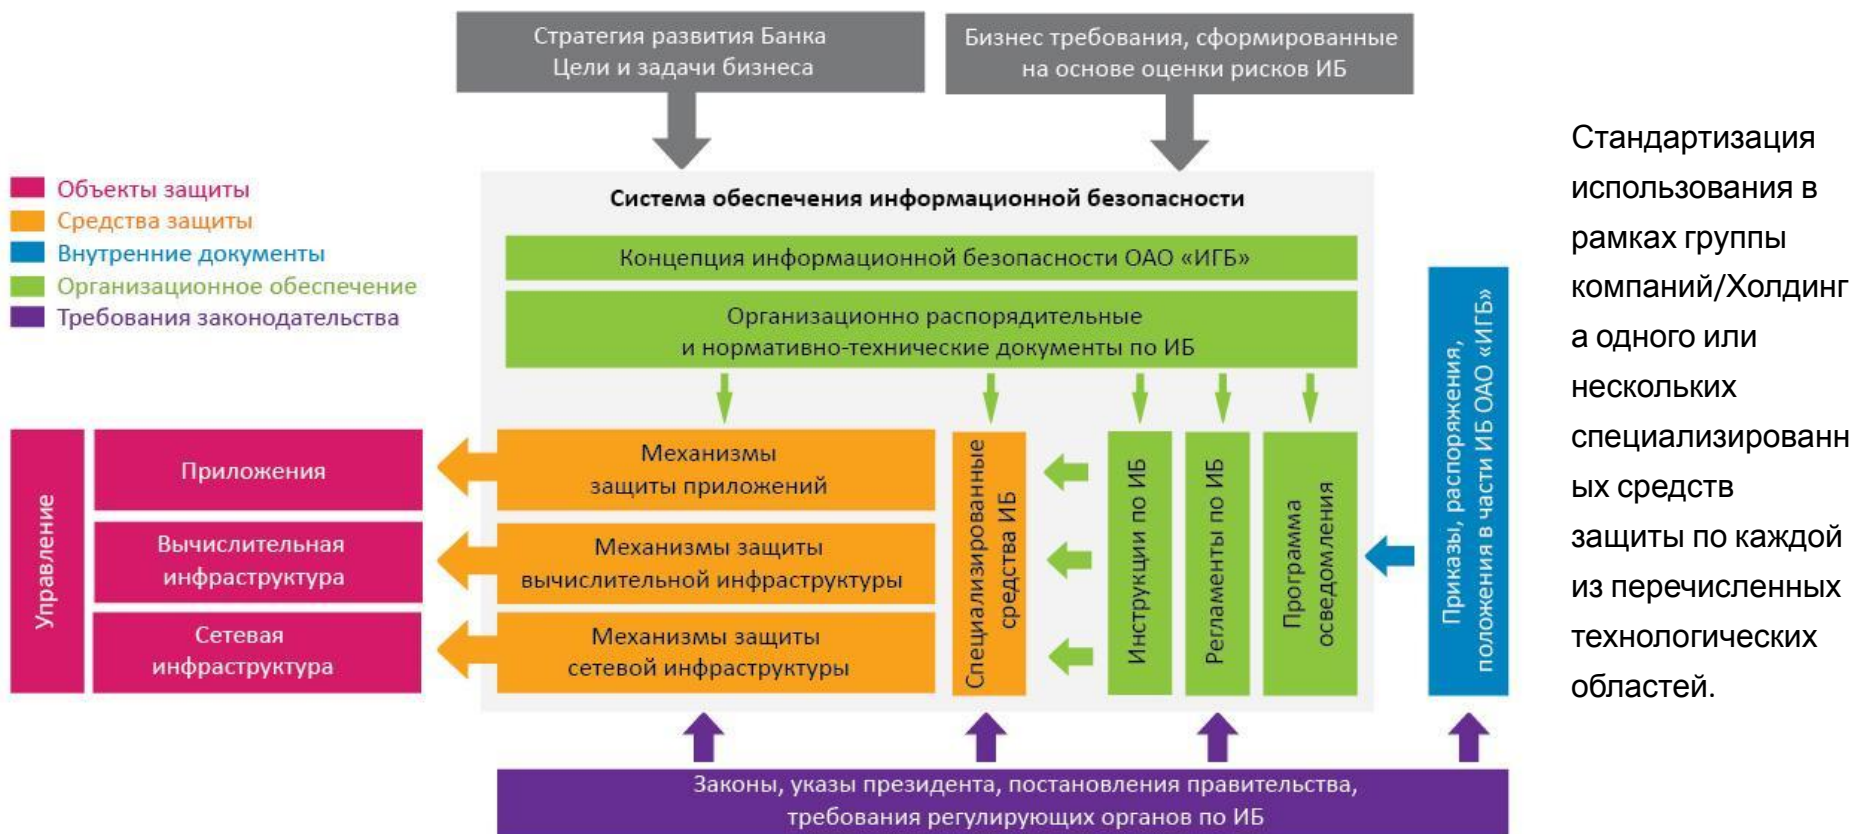 Стратегия развития Банка
Цели и задачи бизнеса
Бизнес требования, сформированные
на основе оценки рисков ИБ
Объекты защиты
Средства защиты
Внутренние документы
Организационное обеспечение
Требования законодательства
Система обеспечения информационной безопасности
Концепция информационной безопасности ОАО «ИГБ»
Организационно распорядительные
и нормативно-технические документы по ИБ
Управление
Приложения
Вычислительная
инфраструктура
Сетевая
инфраструктура
Механизмы
защиты приложений
Механизмы защиты
вычислительной инфраструктуры
Механизмы защиты
сетевой инфраструктуры
Специализированные
средства ИБ
Инструкции по ИБ
Регламенты по ИБ
Программа
осведомления
Приказы, распоряжения,
положения в части ИБ ОАО «ИГБ»
Законы, указы президента, постановления правительства,
требования регулирующих органов по ИБ
Стандартизация
использования в
рамках группы
компаний/Холдинг
а одного или
нескольких
специализированн
ых средств
защиты по каждой
из перечисленных
технологических
областей.